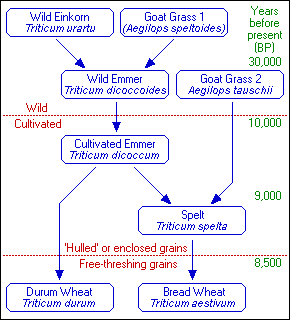 Wild Einkorn
Triticum urartu
Goat Grass 1
(Aegilops speltoides)
Years
before
present
(BP)
30,000
Wild Emmer
Triticum dicoccoides
Goat Grass 2
Aegilops tauschii
Wild
Cultivated
10,000
Cultivated Emmer
Triticum dicoccum
9,000
Spelt
Triticum spelta
'Hulled' or enclosed grains
Free-threshing grains
8,500
Durum Wheat
Triticum durum
Bread Wheat
Triticum aestivum